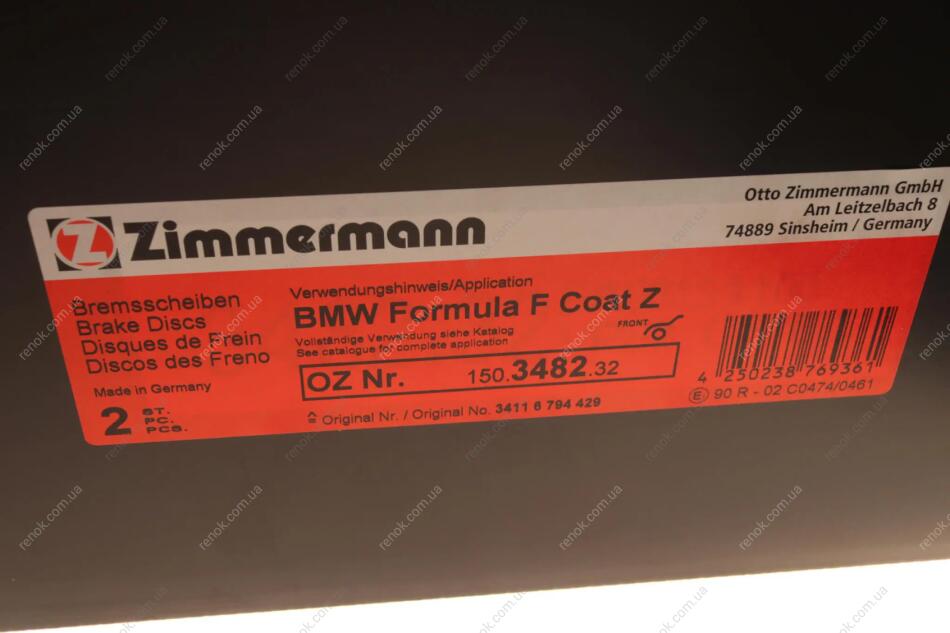 Zimmermann
Otto Zimmermann GmbH
Am Leitzelbach 8
74889 Sinsheim / Germany
Bremsscheiben
Brake Discs
Disques de Frein
Discos des Freno
Made in Germany
2 ST.
PC.
PCS.
Verwendungshinweis/Application
BMW Formula F Coat Z
Vollständige Verwendung siehe Katalog
See catalogue for complete application
FRONT
OZ Nr. 150.3482.32
≙ Original Nr. / Original No. 3411 6 794 429
4 250238 769361
E 90 R - 02 C0474/0461
renok.com.ua